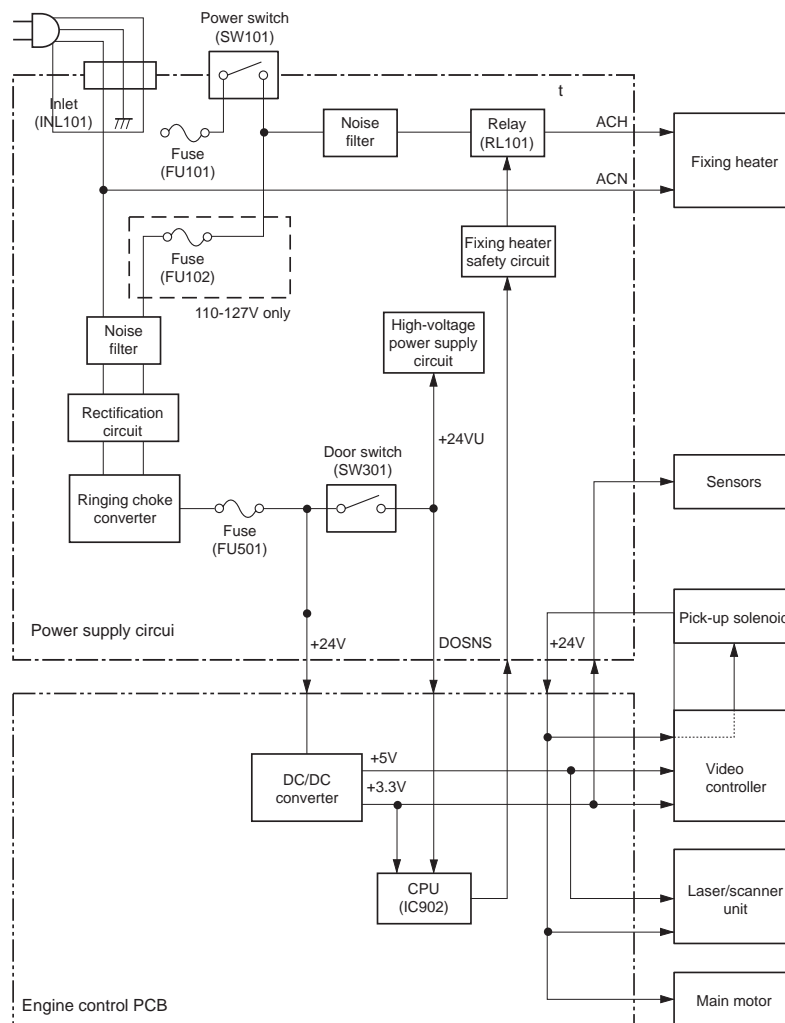 Power switch
(SW101)
t
Inlet
(INL101)
Fuse
(FU101)
Noise
filter
Relay
(RL101)
ACH
ACN
Fixing heater
Fuse
(FU102)
110-127V only
Fixing heater
safety circuit
Noise
filter
High-voltage
power supply
circuit
Rectification
circuit
+24VU
Door switch
(SW301)
Ringing choke
converter
Fuse
(FU501)
Sensors
Power supply circui
+24V
DOSNS
+24V
Pick-up solenoid
DC/DC
converter
+5V
+3.3V
Video
controller
CPU
(IC902)
Laser/scanner
unit
Engine control PCB
Main motor